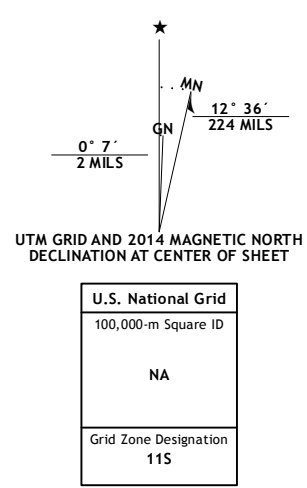 ★
MN
12° 36´
224 MILS
GN
0° 7´
2 MILS
UTM GRID AND 2014 MAGNETIC NORTH
DECLINATION AT CENTER OF SHEET
U.S. National Grid
100,000-m Square ID
NA
Grid Zone Designation
11S